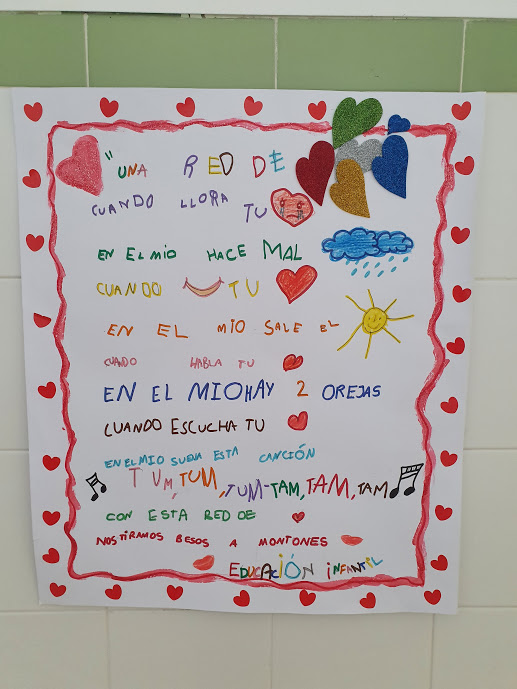 "UNA RED DE
CUANDO LLORA TU
EN EL MIO HACE MAL
CUANDO TU
EN EL MIO SALE EL
CUADO HABLA TU
EN EL MIO HAY 2 OREJAS
CUANDO ESCUCHA TU
EN EL MIO SUENA ESTA CANCIÓN
TUM, TUM, TUM-TAM, TAM, TAM
CON ESTA RED DE
NOS TIRAMOS BESOS A MONTONES
EDUCACIÓN INFANTIL